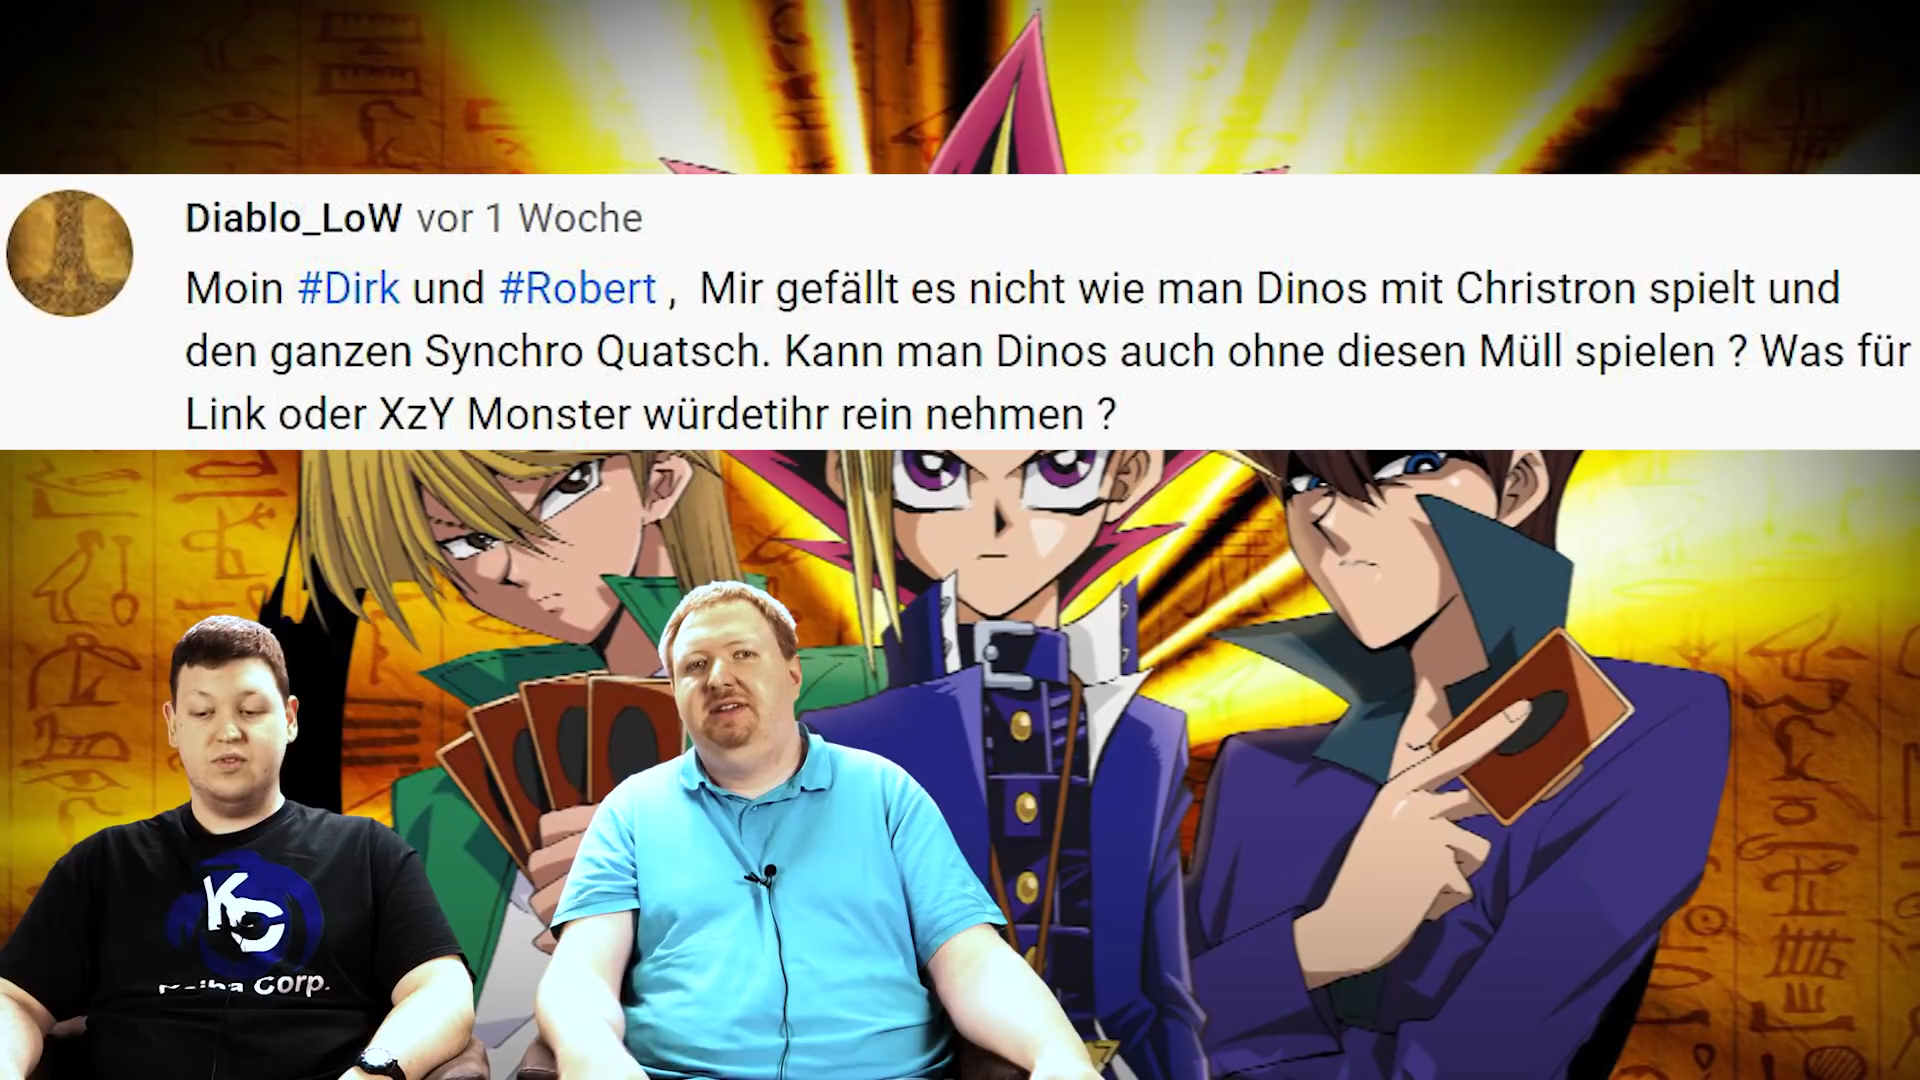 Diablo_LoW vor 1 Woche
Moin #Dirk und #Robert , Mir gefällt es nicht wie man Dinos mit Christron spielt und
den ganzen Synchro Quatsch. Kann man Dinos auch ohne diesen Müll spielen ? Was für
Link oder XzY Monster würdetihr rein nehmen ?
KC
Kaiba Corp.